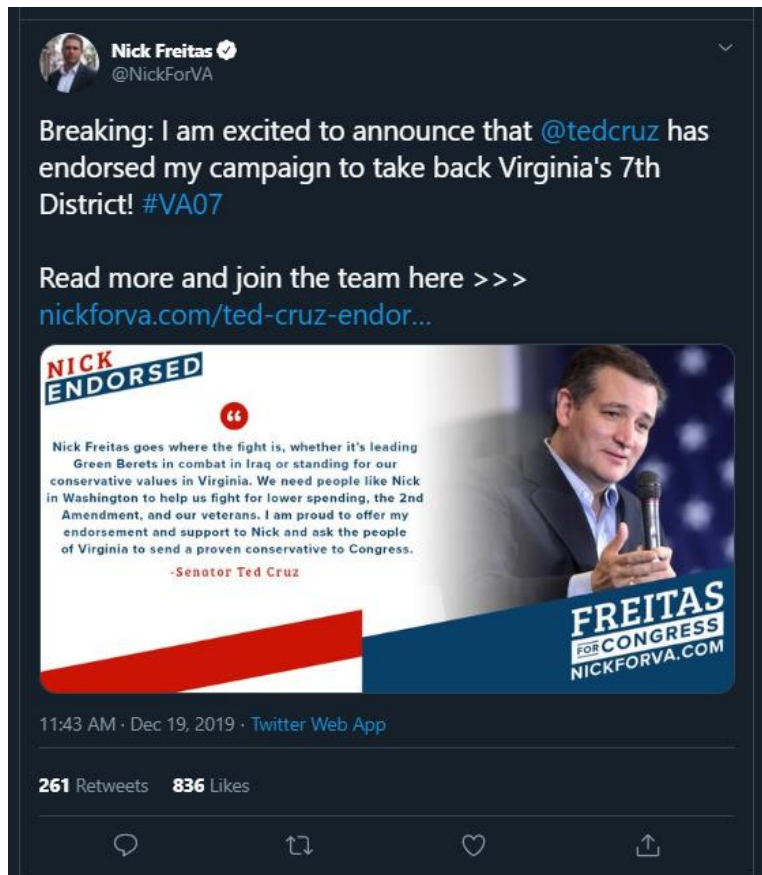 Nick Freitas
@NickForVA
Breaking: I am excited to announce that @tedcruz has
endorsed my campaign to take back Virginia's 7th
District! #VA07
Read more and join the team here >>>
nickforva.com/ted-cruz-endor...
NICK
ENDORSED
“
Nick Freitas goes where the fight is, whether it's leading
Green Berets in combat in Iraq or standing for our
conservative values in Virginia. We need people like Nick
in Washington to help us fight for lower spending, the 2nd
Amendment, and our veterans. I am proud to offer my
endorsement and support to Nick and ask the people
of Virginia to send a proven conservative to Congress.
-Senator Ted Cruz
FREITAS
FOR CONGRESS
NICKFORVA.COM
11:43 AM · Dec 19, 2019 · Twitter Web App
261 Retweets 836 Likes